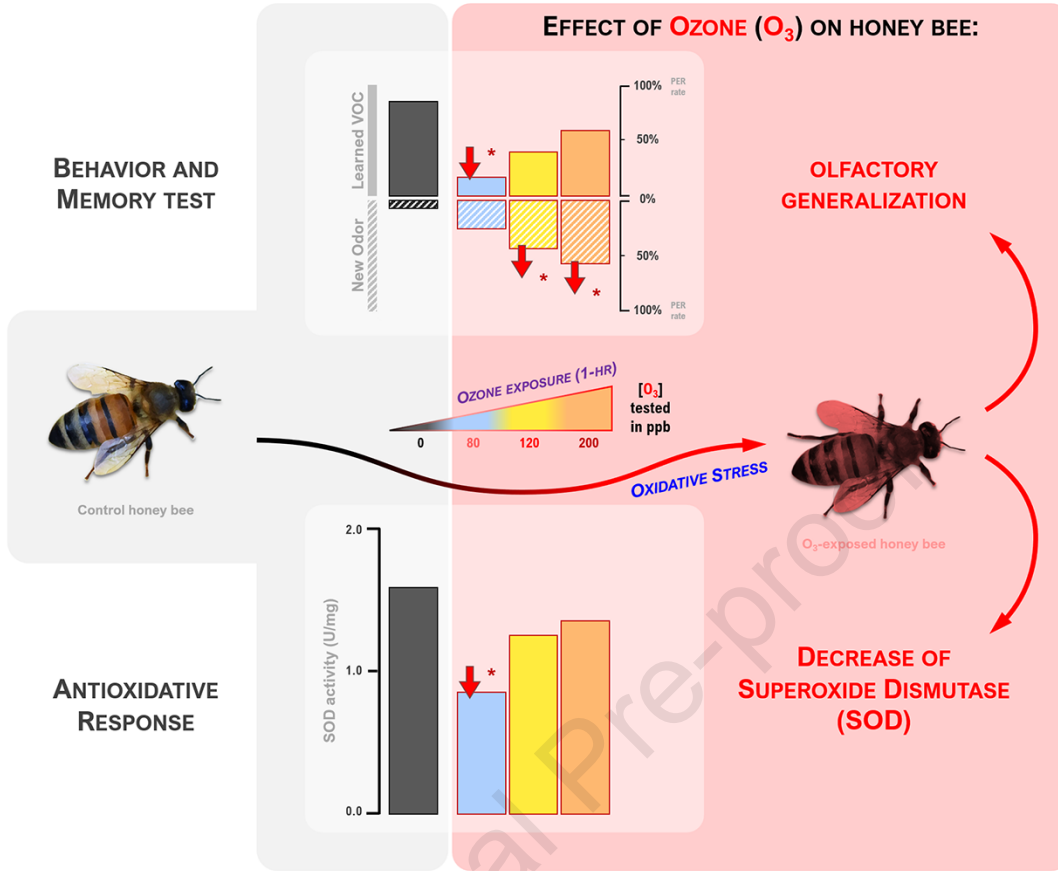 EFFECT OF OZONE (O₃) ON HONEY BEE:
BEHAVIOR AND
MEMORY TEST
Learned VOC
New Odor
*
*
*
100%
PER
rate
50%
0%
50%
100%
PER
rate
OLFACTORY
GENERALIZATION
Control honey bee
OZONE EXPOSURE (1-HR)
0
80
120
200
[O₃]
tested
in ppb
OXIDATIVE STRESS
O₃-exposed honey bee
ANTIOXIDATIVE
RESPONSE
SOD activity (U/mg)
2.0
1.0
0.0
*
DECREASE OF
SUPEROXIDE DISMUTASE
(SOD)
al Pre-proof